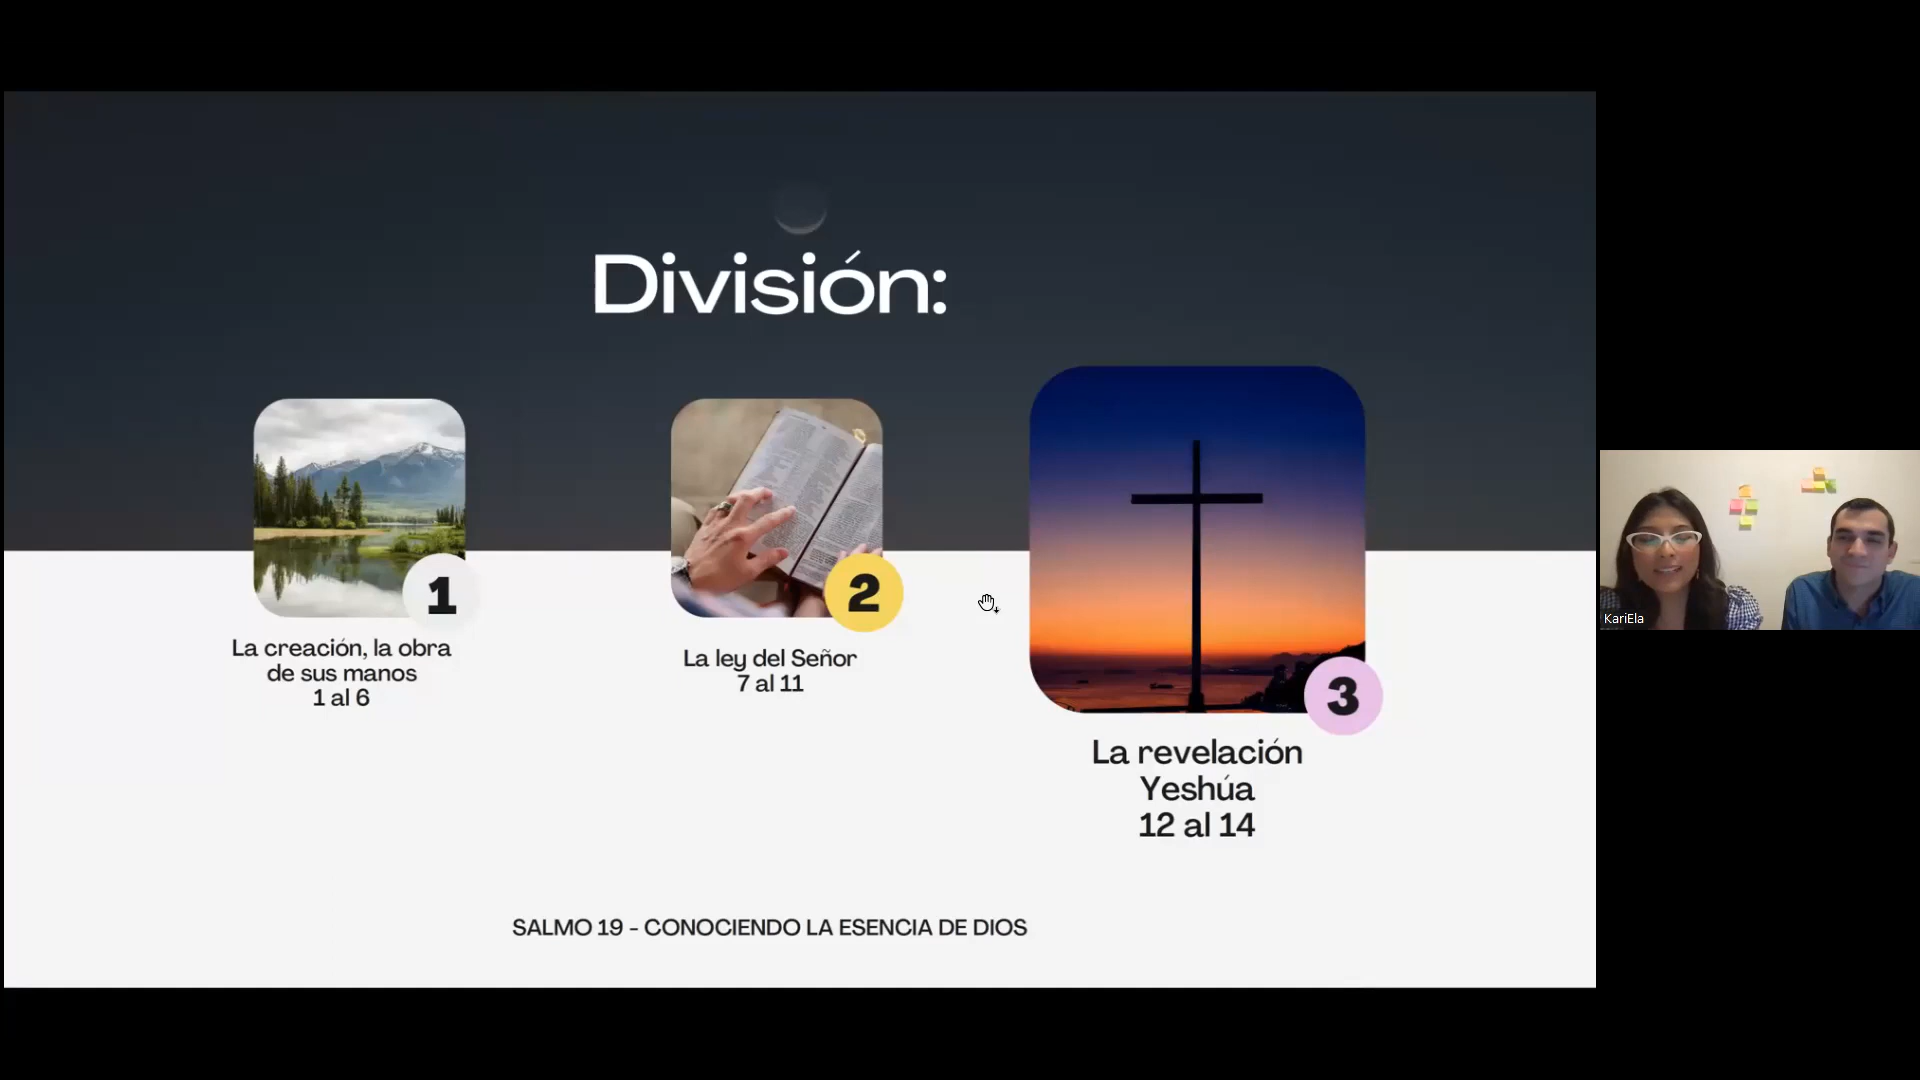 División:
1
La creación, la obra
de sus manos
1 al 6
2
La ley del Señor
7 al 11
3
La revelación
Yeshúa
12 al 14
SALMO 19 - CONOCIENDO LA ESENCIA DE DIOS
KariEla